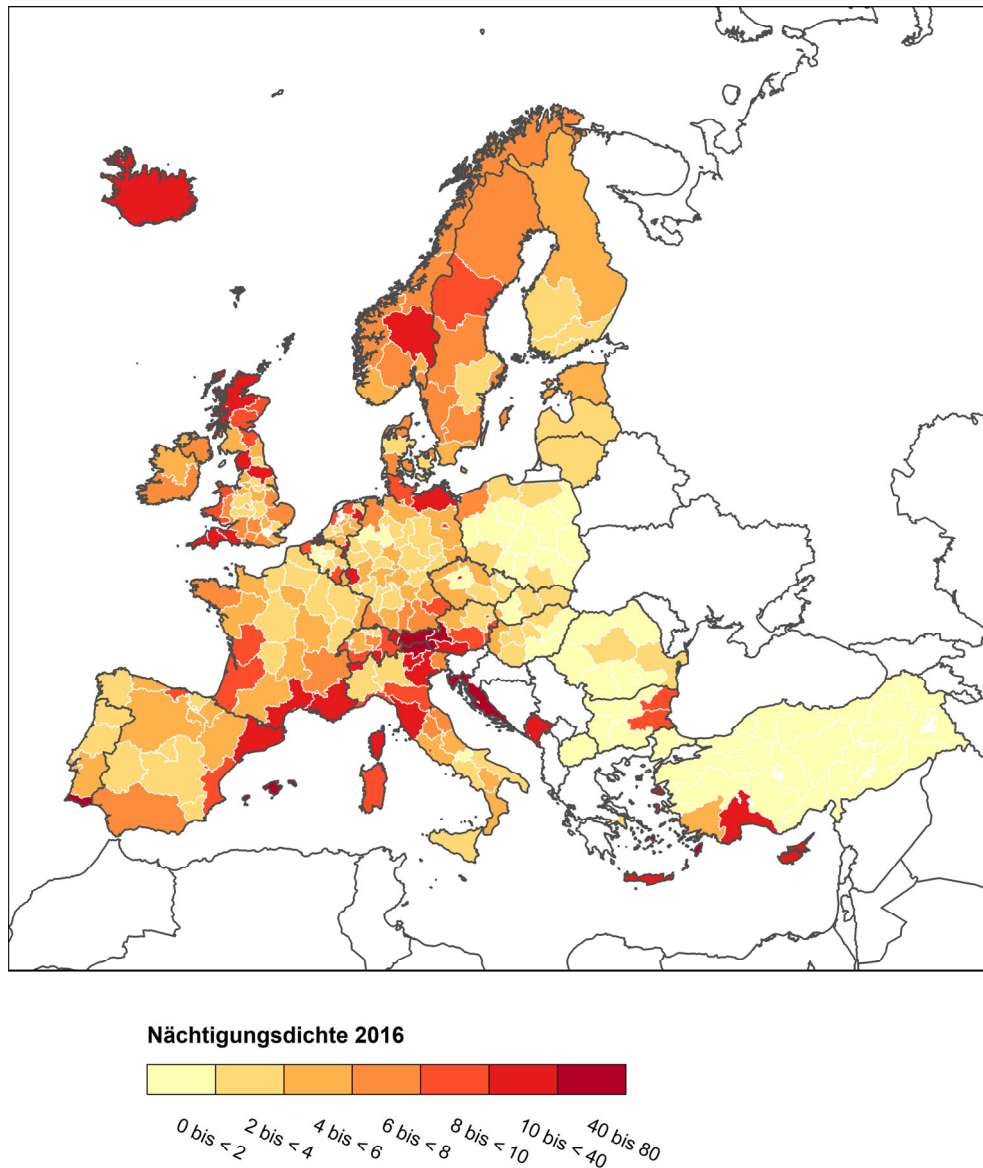 Nächtigungsdichte 2016
0 bis < 2
2 bis < 4
4 bis < 6
6 bis < 8
8 bis < 10
10 bis < 40
40 bis 80